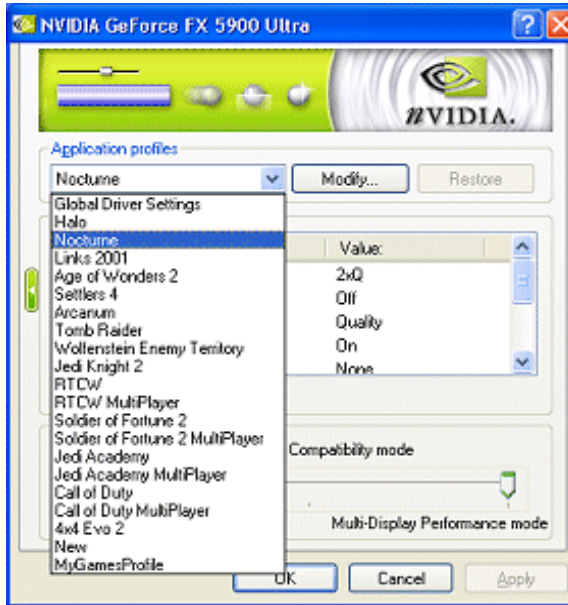 NVIDIA GeForce FX 5900 Ultra
nVIDIA.
Application profiles
Nocturne
Modify...
Restore
Global Driver Settings
Halo
Nocturne
Links 2001
Age of Wonders 2
Settlers 4
Arcanum
Tomb Raider
Wolfenstein Enemy Territory
Jedi Knight 2
RTCW
RTCW MultiPlayer
Soldier of Fortune 2
Soldier of Fortune 2 MultiPlayer
Jedi Academy
Jedi Academy MultiPlayer
Call of Duty
Call of Duty MultiPlayer
4x4 Evo 2
New
MyGamesProfile
Value:
2xQ
Off
Quality
On
None
Compatibility mode
Multi-Display Performance mode
OK
Cancel
Apply